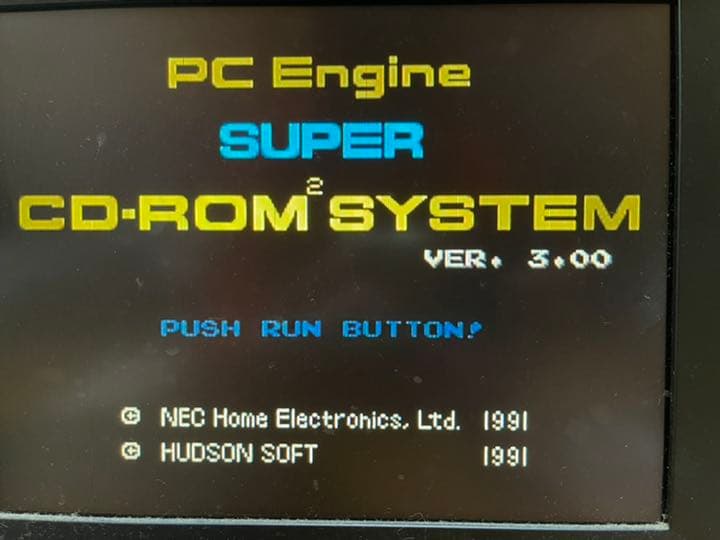 PC Engine
SUPER
CD-ROM² SYSTEM
VER. 3.00
PUSH RUN BUTTON!
© NEC Home Electronics, Ltd. 1991
© HUDSON SOFT 1991